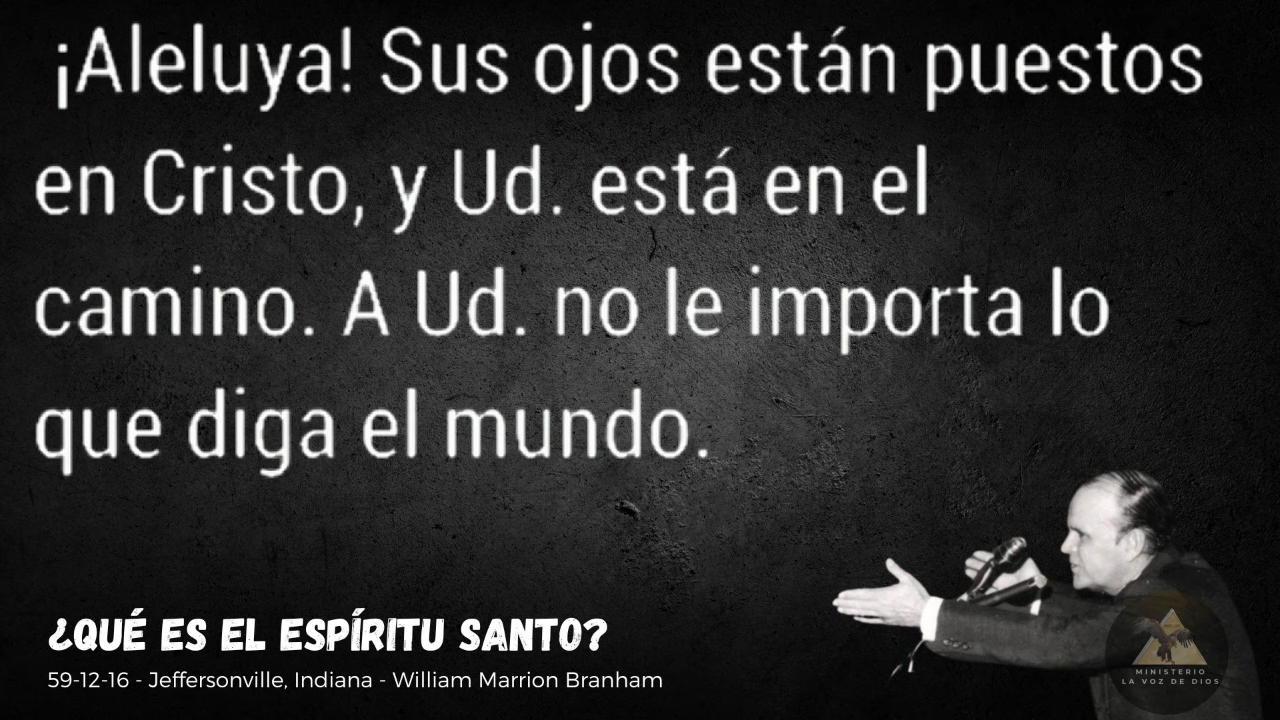 ¡Aleluya! Sus ojos están puestos
en Cristo, y Ud. está en el
camino. A Ud. no le importa lo
que diga el mundo.
¿QUÉ ES EL ESPÍRITU SANTO?
59-12-16 - Jeffersonville, Indiana - William Marrion Branham
MINISTERIO
LA VOZ DE DIOS